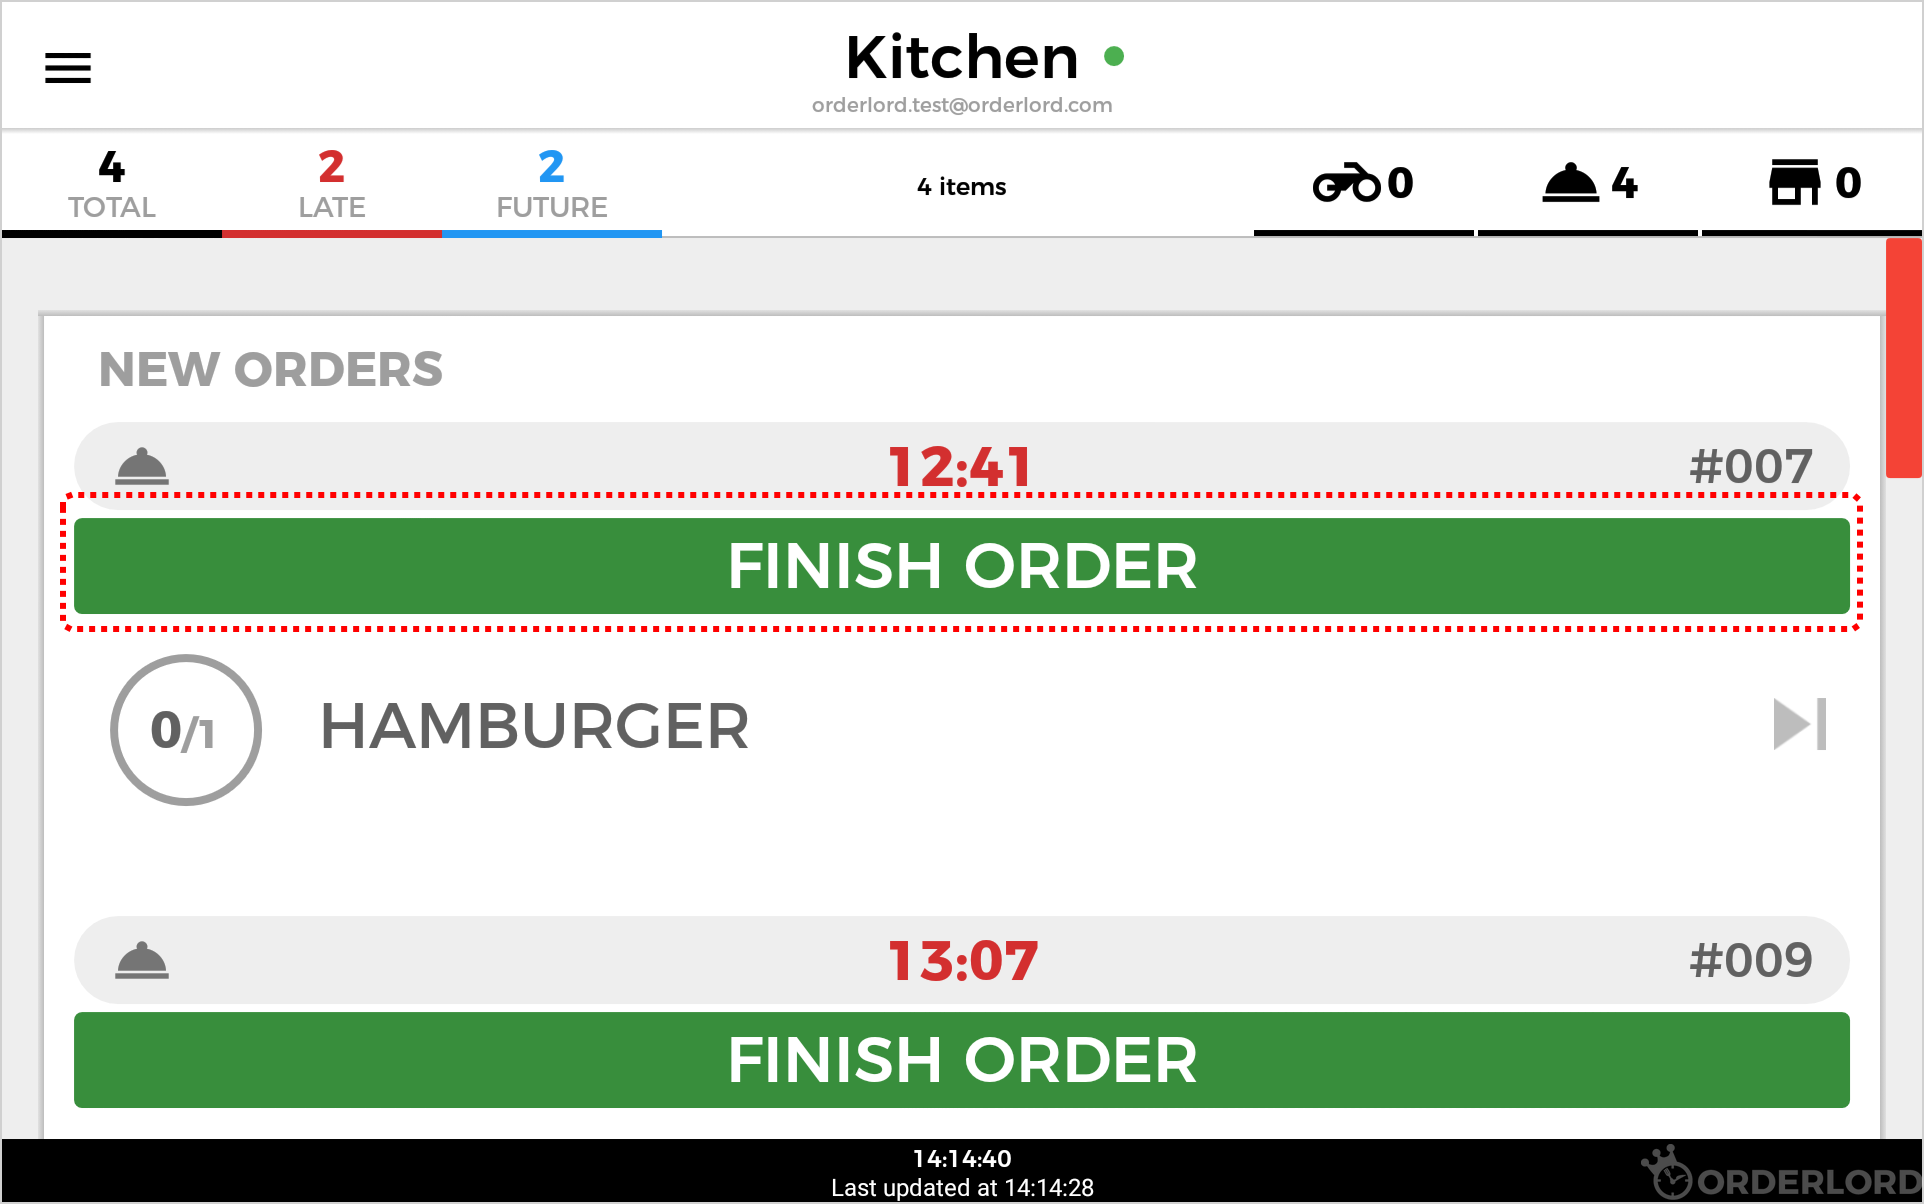 Kitchen
orderlord.test@orderlord.com
4 2 2
TOTAL LATE FUTURE
4 items
0 4 0
NEW ORDERS
12:41 #007
FINISH ORDER
0/1 HAMBURGER
13:07 #009
FINISH ORDER
14:14:40
Last updated at 14:14:28
ORDERLORD